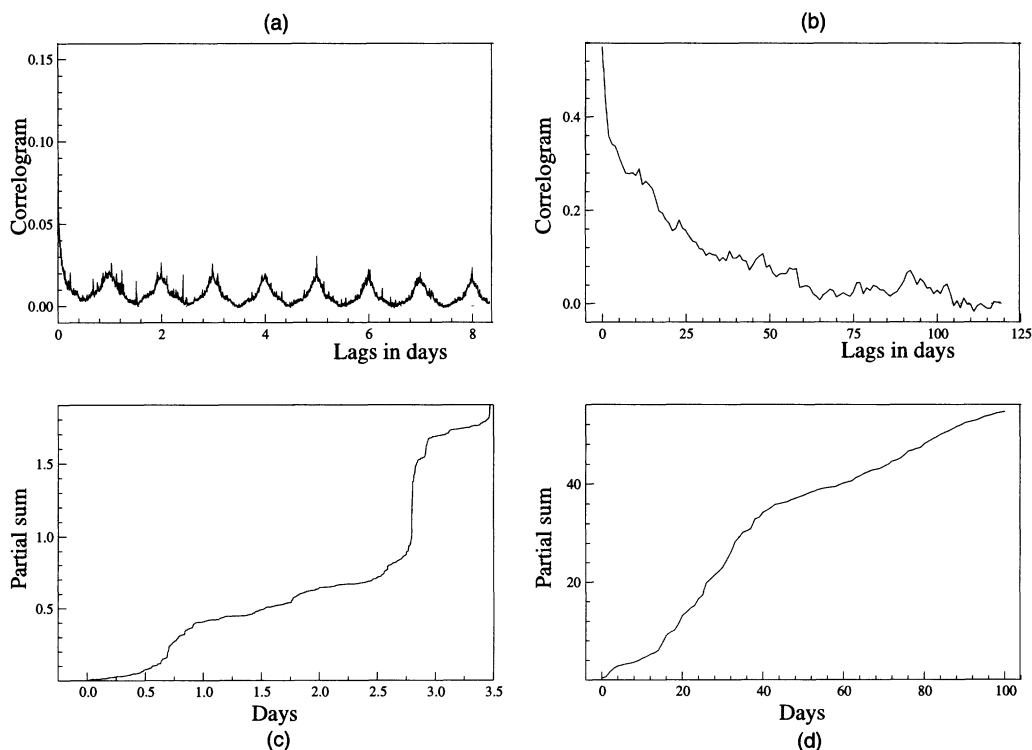 (a)
0.15
0.10
0.05
0.00
Correlogram
0 2 4 6 8
Lags in days
(b)
0.4
0.2
0.0
Correlogram
0 25 50 75 100 125
Lags in days
1.5
1.0
0.5
Partial sum
0.0 0.5 1.0 1.5 2.0 2.5 3.0 3.5
Days
(c)
40
20
Partial sum
0 20 40 60 80 100
Days
(d)